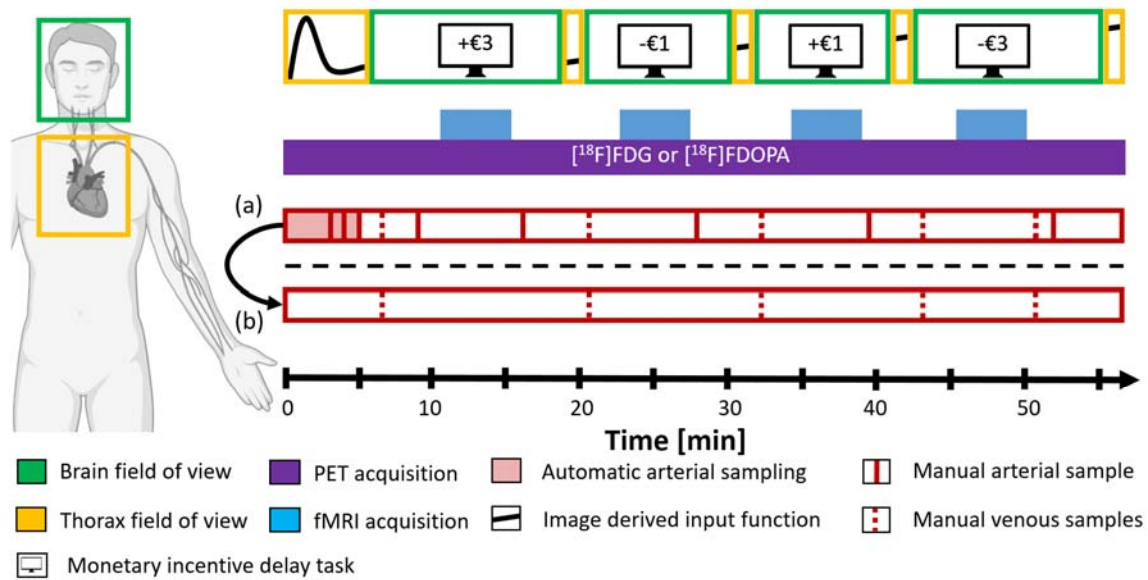 +€3
-€1
+€1
-€3
[¹⁸F]FDG or [¹⁸F]FDOPA
(a)
(b)
0 10 20 30 40 50
Time [min]
Brain field of view
PET acquisition
Automatic arterial sampling
Manual arterial sample
Thorax field of view
fMRI acquisition
Image derived input function
Manual venous samples
Monetary incentive delay task